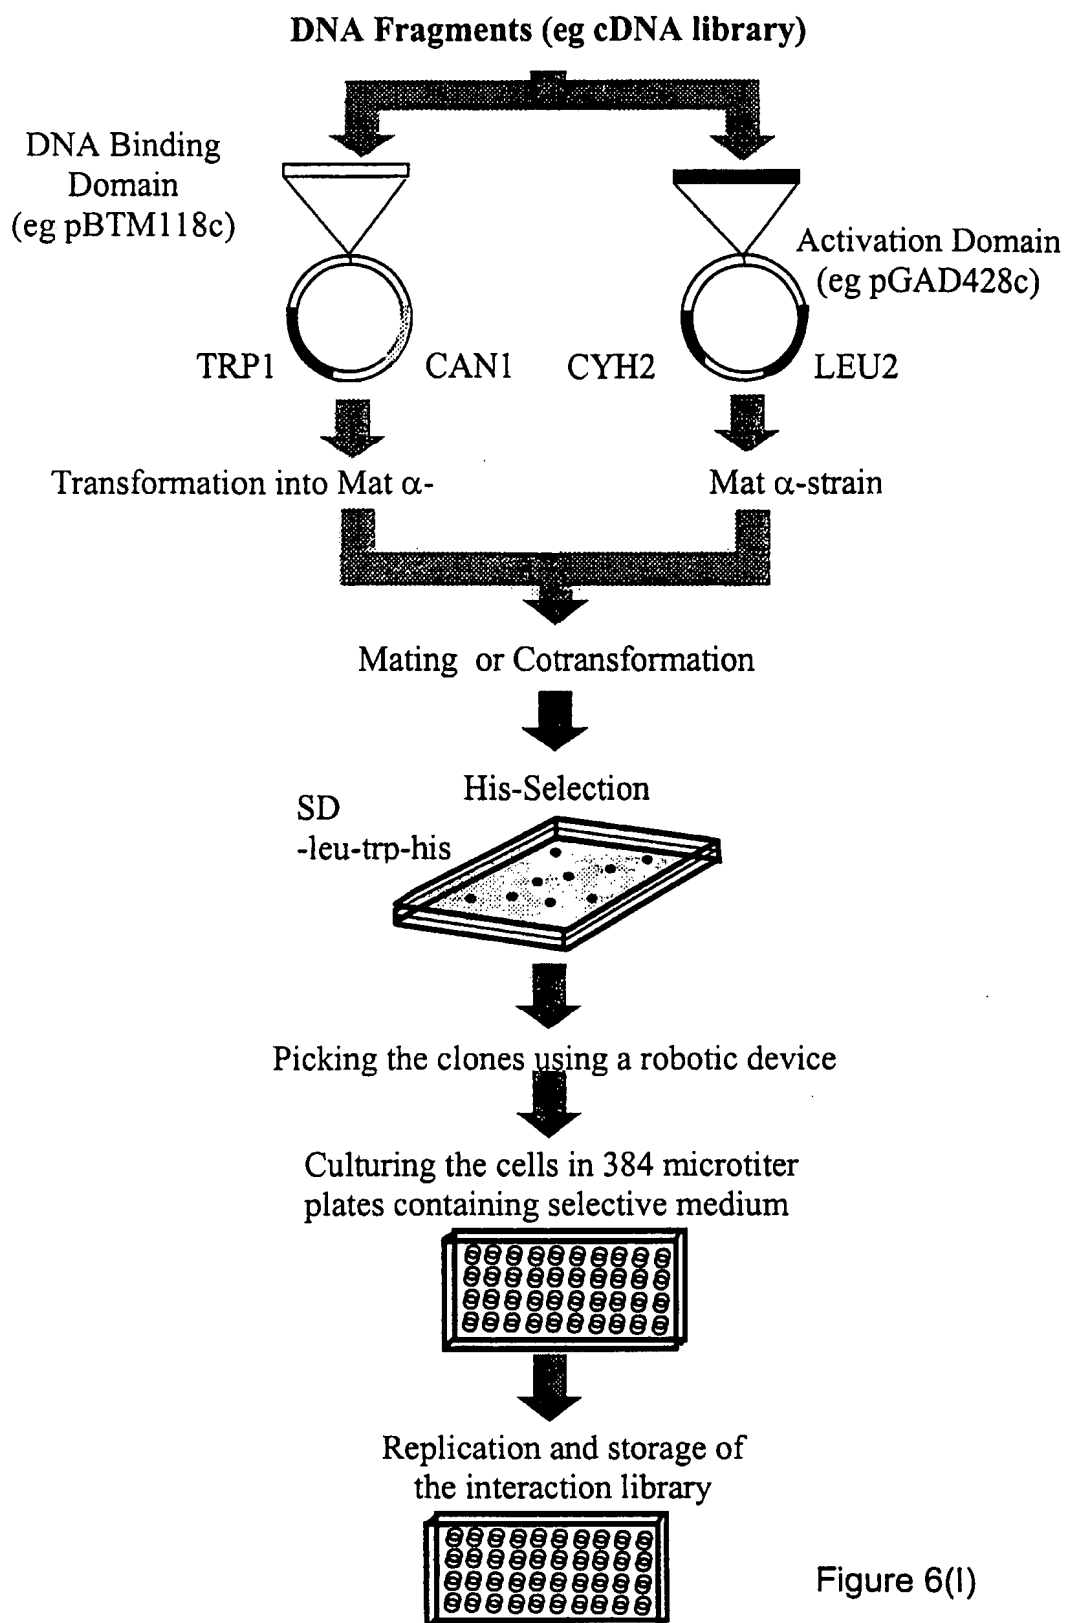 DNA Fragments (eg cDNA library)
DNA Binding
Domain
(eg pBTM118c)
Activation Domain
(eg pGAD428c)
TRP1
CAN1
CYH2
LEU2
Transformation into Mat α-
Mat α-strain
Mating or Cotransformation
His-Selection
SD
-leu-trp-his
Picking the clones using a robotic device
Culturing the cells in 384 microtiter
plates containing selective medium
Replication and storage of
the interaction library
Figure 6(I)